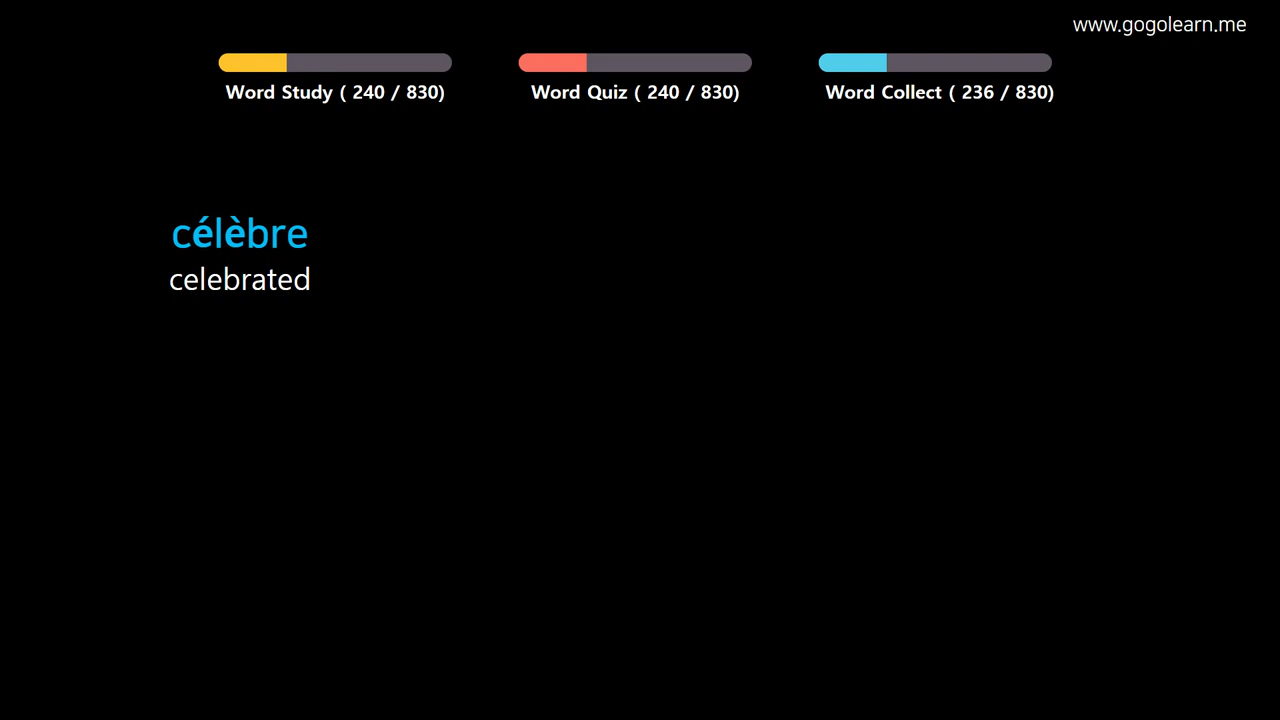 www.gogolearn.me
Word Study ( 240 / 830)
Word Quiz ( 240 / 830)
Word Collect ( 236 / 830)
célèbre
celebrated